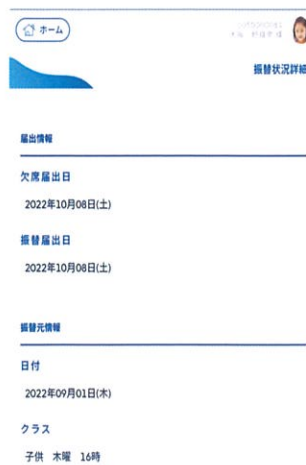 ホーム
振替状況詳細
届出情報
欠席届出日
2022年10月08日(土)
振替届出日
2022年10月08日(土)
振替元情報
日付
2022年09月01日(木)
クラス
子供 木曜 16時